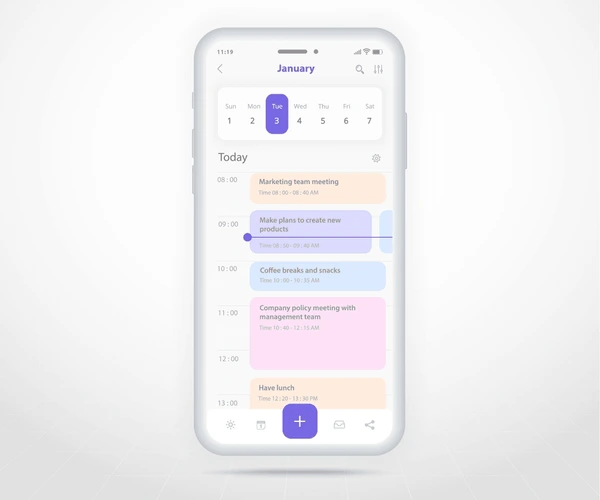 11:19
January
Sun Mon Tue Wed Thu Fri Sat
1 2 3 4 5 6 7
Today
08 : 00
Marketing team meeting
Time 08 : 00 - 08 : 40 AM
09 : 00
Make plans to create new
products
Time 08 : 50 - 09 : 40 AM
10 : 00
Coffee breaks and snacks
Time 10 : 00 - 10 : 35 AM
11 : 00
Company policy meeting with
management team
Time 10 : 40 - 12 : 15 AM
12 : 00
Have lunch
Time 12 : 20 - 13 : 30 PM
13 : 00